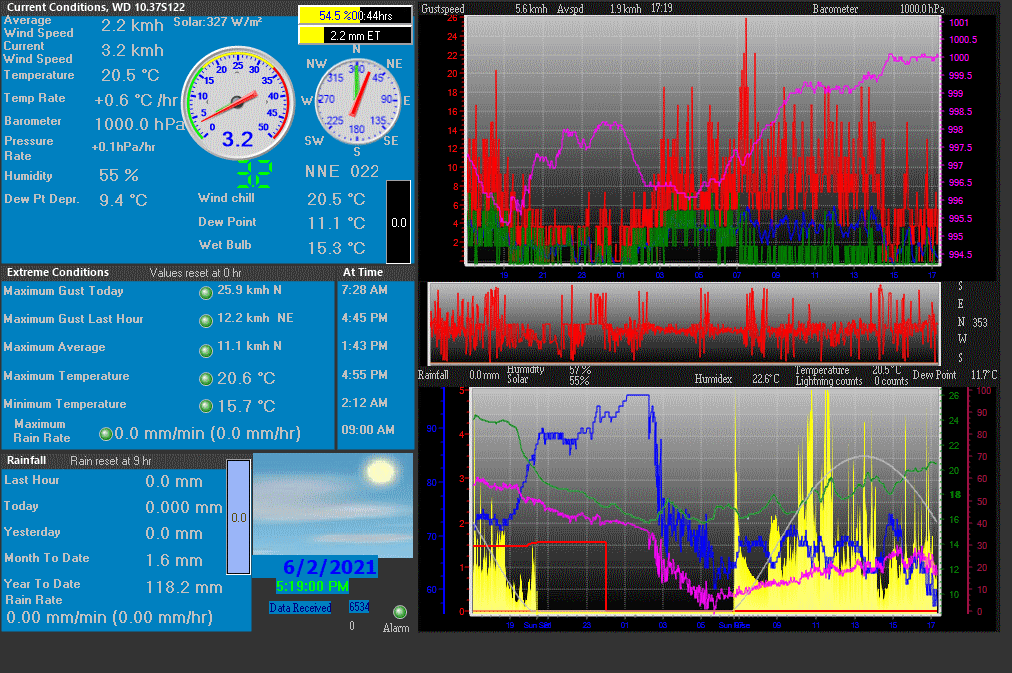 Current Conditions, WD 10.37S122
Average Wind Speed 2.2 kmh
Solar:327 W/m²
54.5 %
:44hrs
2.2 mm ET
Current Wind Speed 3.2 kmh
Temperature 20.5 °C
Temp Rate +0.6 °C /hr
Barometer 1000.0 hPa
Pressure Rate +0.1hPa/hr
Humidity 55 %
Dew Pt Depr. 9.4 °C
0 5 10 15 20 25 30 35 40 45 50
3.2
3.2
N NE E SE S SW W NW
360 45 90 135 180 225 270 315
NNE 022
Wind chill 20.5 °C
Dew Point 11.1 °C
Wet Bulb 15.3 °C
0.0
Extreme Conditions Values reset at 0 hr At Time
Maximum Gust Today 25.9 kmh N 7:28 AM
Maximum Gust Last Hour 12.2 kmh NE 4:45 PM
Maximum Average 11.1 kmh N 1:43 PM
Maximum Temperature 20.6 °C 4:55 PM
Minimum Temperature 15.7 °C 2:12 AM
Maximum Rain Rate 0.0 mm/min (0.0 mm/hr) 09:00 AM
Rainfall Rain reset at 9 hr
Last Hour 0.0 mm
Today 0.000 mm
Yesterday 0.0 mm
Month To Date 1.6 mm
Year To Date 118.2 mm
Rain Rate
0.00 mm/min (0.00 mm/hr)
0.0
6/2/2021
5:19:00 PM
Data Received 6534
0
Alarm
Gustspeed 5.6 kmh Avspd 1.9 kmh 17:19 Barometer 1000.0 hPa
26 24 22 20 18 16 14 12 10 8 6 4 2
1001 1000.5 1000 999.5 999 998.5 998 997.5 997 996.5 996 995.5 995 994.5
19 21 23 01 03 05 07 09 11 13 15 17
S E N W S
353
Rainfall 0.0 mm Humidity 57 % Solar 55% Humidex 22.6°C Temperature 20.5°C Lightning counts 0 counts Dew Point 11.7°C
90 80 70 60
5 4 3 2 1 0
26 24 22 20 18 16 14 12 10
100 90 80 70 60 50 40 30 20 10 0
19 01 03 05 11 13 15 17